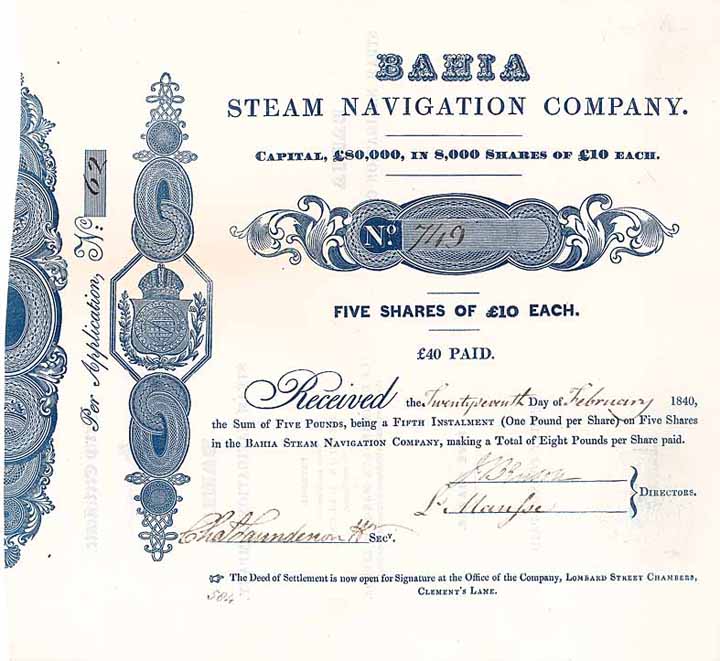 BAHIA
STEAM NAVIGATION COMPANY.
CAPITAL, £80,000, IN 8,000 SHARES OF £10 EACH.
Per Application, No. 62
No. 749
FIVE SHARES OF £10 EACH.
£40 PAID.
Received the Twentyseventh Day of February 1840,
the Sum of FIVE POUNDS, being a FIFTH INSTALMENT (One Pound per Share) on Five Shares
in the BAHIA STEAM NAVIGATION COMPANY, making a Total of Eight Pounds per Share paid.
DIRECTORS.
Chas Saunderson SECY.
☞ The Deed of Settlement is now open for Signature at the Office of the Company, LOMBARD STREET CHAMBERS,
CLEMENT'S LANE.
504